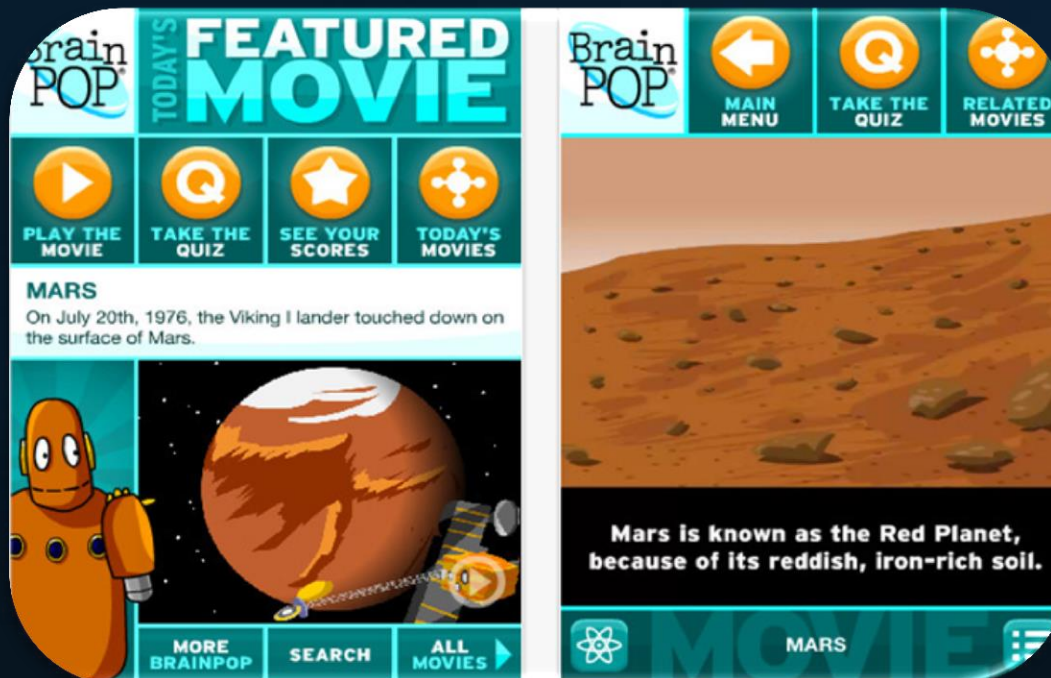 Brain
POP®
TODAY'S
FEATURED
MOVIE
PLAY THE
MOVIE
TAKE THE
QUIZ
SEE YOUR
SCORES
TODAY'S
MOVIES
MARS
On July 20th, 1976, the Viking I lander touched down on
the surface of Mars.
MORE
BRAINPOP
SEARCH
ALL
MOVIES
Brain
POP®
MAIN
MENU
TAKE THE
QUIZ
RELATED
MOVIES
Mars is known as the Red Planet,
because of its reddish, iron-rich soil.
MOVIE
MARS